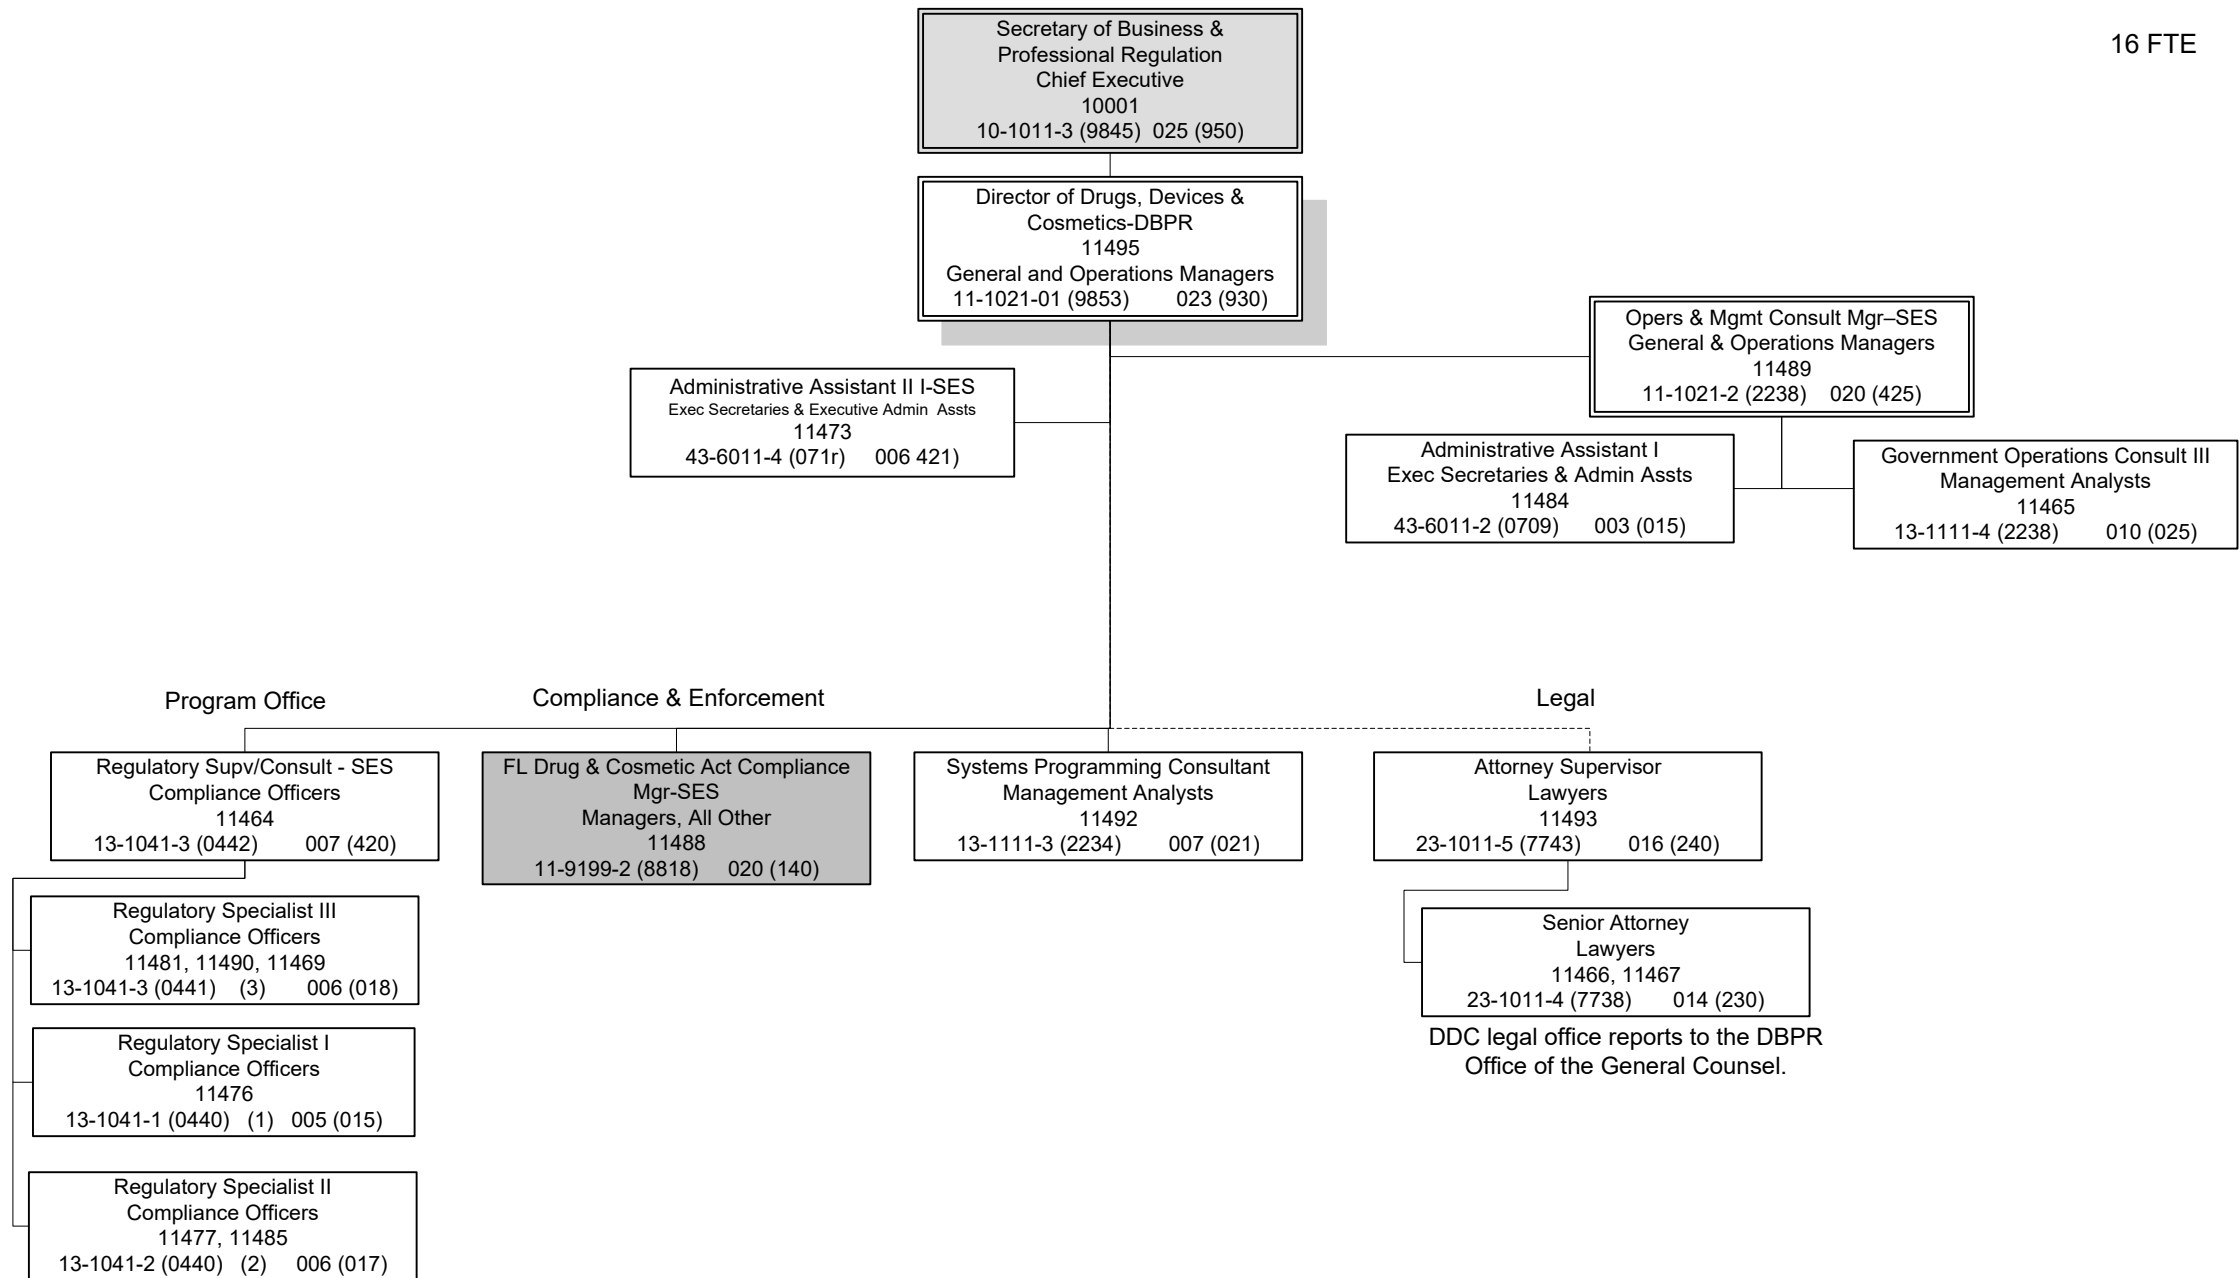 16 FTE
Secretary of Business &
Professional Regulation
Chief Executive
10001
10-1011-3 (9845) 025 (950)
Director of Drugs, Devices &
Cosmetics-DBPR
11495
General and Operations Managers
11-1021-01 (9853) 023 (930)
Opers & Mgmt Consult Mgr–SES
General & Operations Managers
11489
11-1021-2 (2238) 020 (425)
Administrative Assistant II I-SES
Exec Secretaries & Executive Admin Assts
11473
43-6011-4 (071r) 006 421)
Administrative Assistant I
Exec Secretaries & Admin Assts
11484
43-6011-2 (0709) 003 (015)
Government Operations Consult III
Management Analysts
11465
13-1111-4 (2238) 010 (025)
Program Office
Compliance & Enforcement
Legal
Regulatory Supv/Consult - SES
Compliance Officers
11464
13-1041-3 (0442) 007 (420)
FL Drug & Cosmetic Act Compliance
Mgr-SES
Managers, All Other
11488
11-9199-2 (8818) 020 (140)
Systems Programming Consultant
Management Analysts
11492
13-1111-3 (2234) 007 (021)
Attorney Supervisor
Lawyers
11493
23-1011-5 (7743) 016 (240)
Regulatory Specialist III
Compliance Officers
11481, 11490, 11469
13-1041-3 (0441) (3) 006 (018)
Senior Attorney
Lawyers
11466, 11467
23-1011-4 (7738) 014 (230)
DDC legal office reports to the DBPR
Office of the General Counsel.
Regulatory Specialist I
Compliance Officers
11476
13-1041-1 (0440) (1) 005 (015)
Regulatory Specialist II
Compliance Officers
11477, 11485
13-1041-2 (0440) (2) 006 (017)